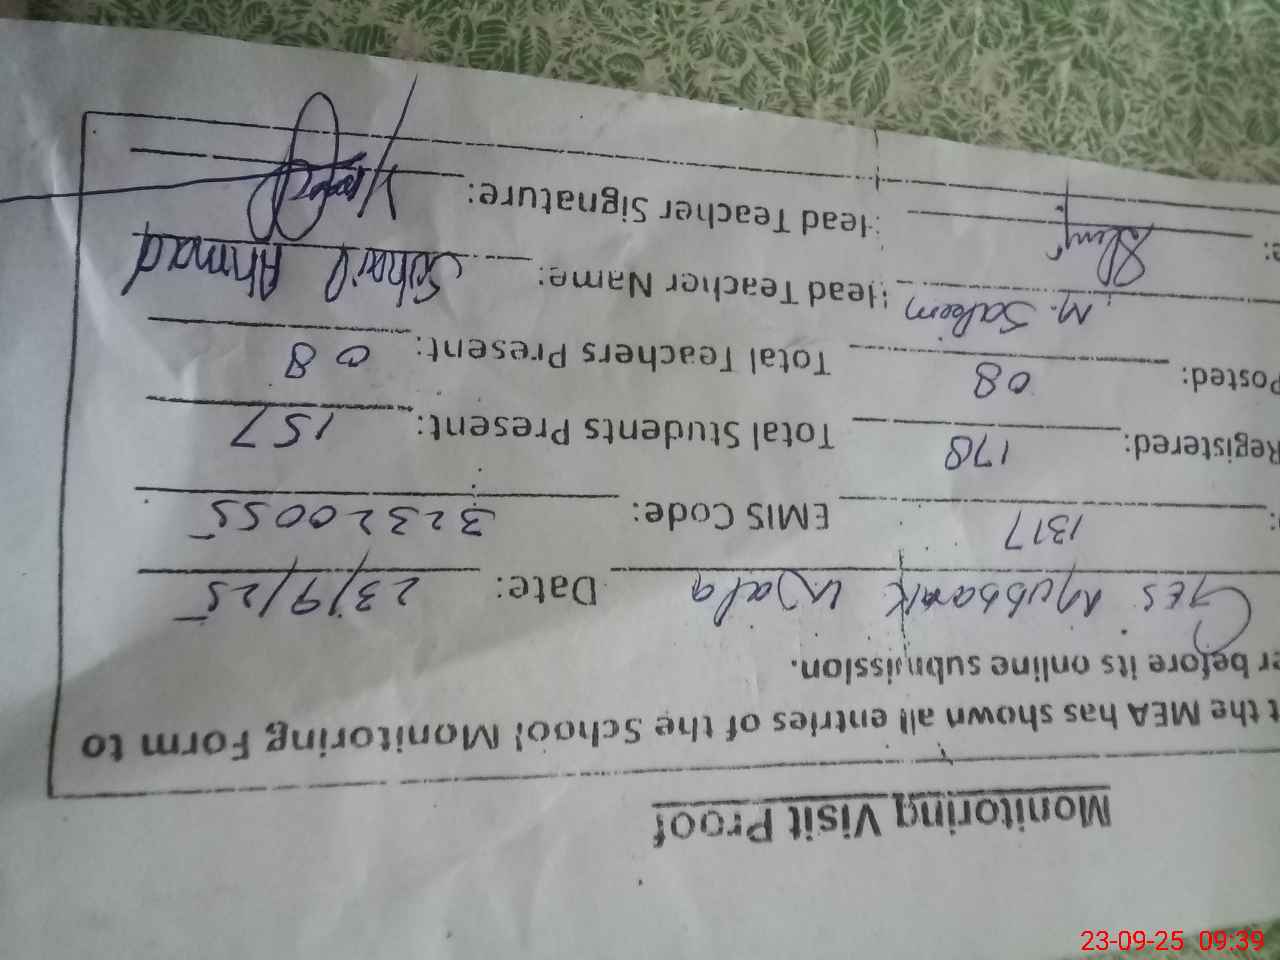 Monitoring Visit Proof
t the MEA has shown all entries of the School Monitoring Form to
er before its online submission.
GES Mubbarak wala Date: 23/9/25
: 1317 EMIS Code: 32320055
Registered: 178 Total Students Present: 157
Posted: 08 Total Teachers Present: 08
M. Saleem Head Teacher Name: Sohail Ahmad
e: Head Teacher Signature:
23-09-25 09:39